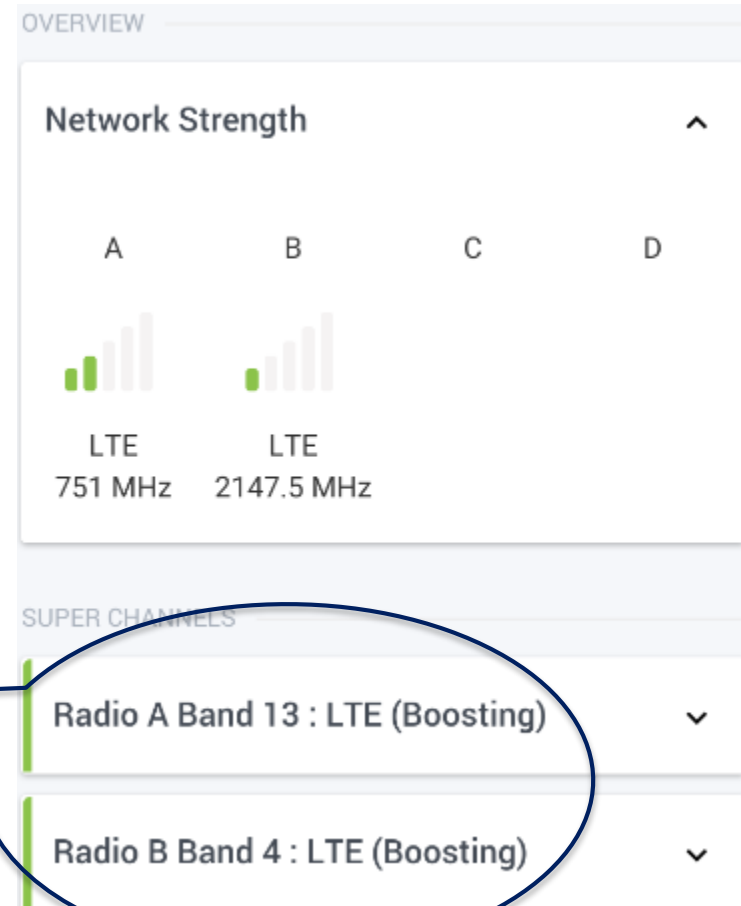 OVERVIEW
Network Strength
A B C D
LTE LTE
751 MHz 2147.5 MHz
SUPER CHANNELS
Radio A Band 13 : LTE (Boosting)
Radio B Band 4 : LTE (Boosting)